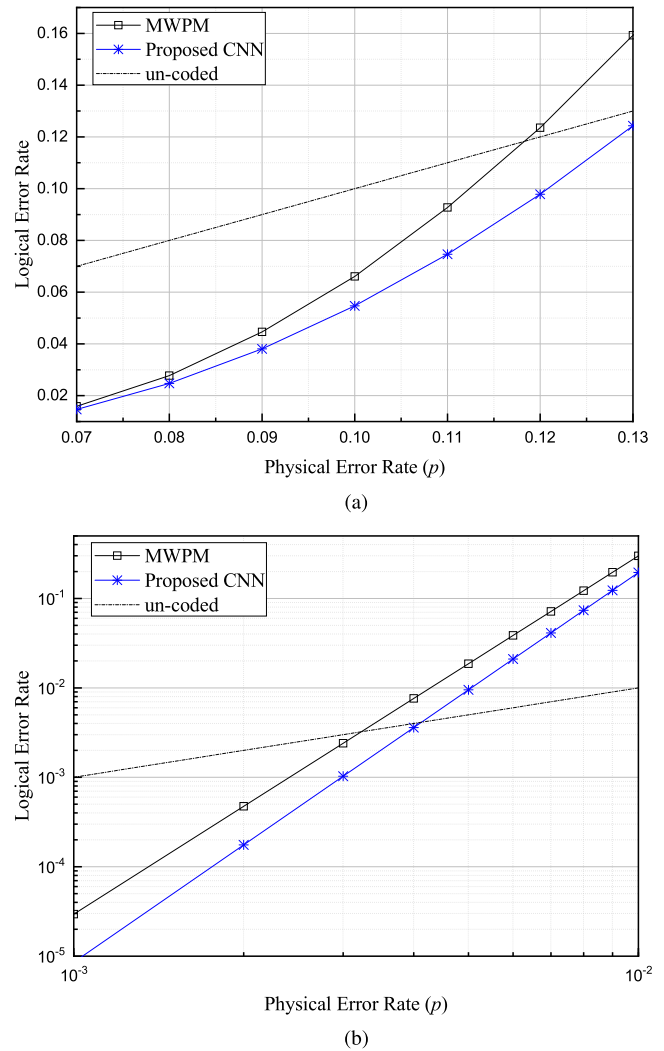 0.16
0.14
0.12
0.10
0.08
0.06
0.04
0.02
Logical Error Rate
MWPM
Proposed CNN
un-coded
0.07 0.08 0.09 0.10 0.11 0.12 0.13
Physical Error Rate (p)
(a)
10-1
10-2
10-3
10-4
10-5
Logical Error Rate
MWPM
Proposed CNN
un-coded
10-3 10-2
Physical Error Rate (p)
(b)